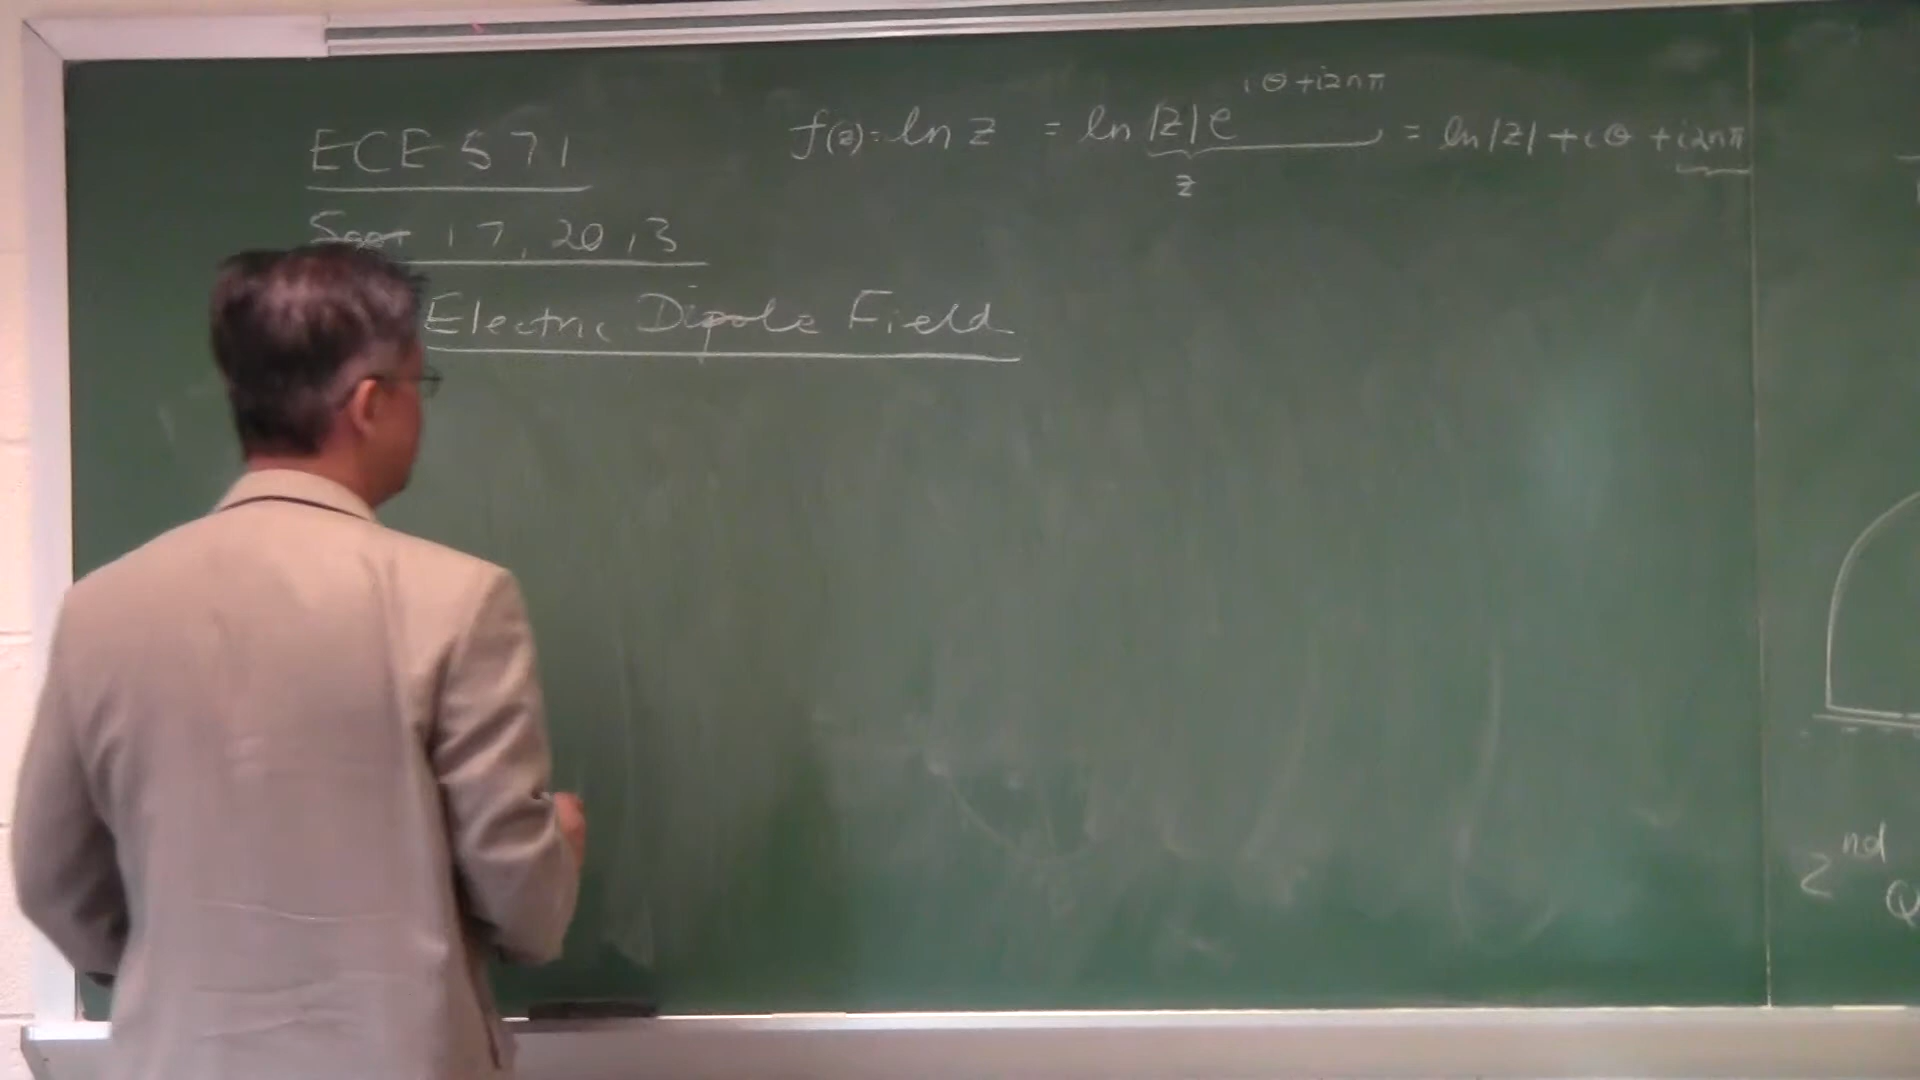 f(z) = ln z = ln |z| e^{iθ+i2nπ} = ln|z| + iθ + i2nπ
z
ECE 571
Sept 17, 2013
Electric Dipole Field
2nd
Q